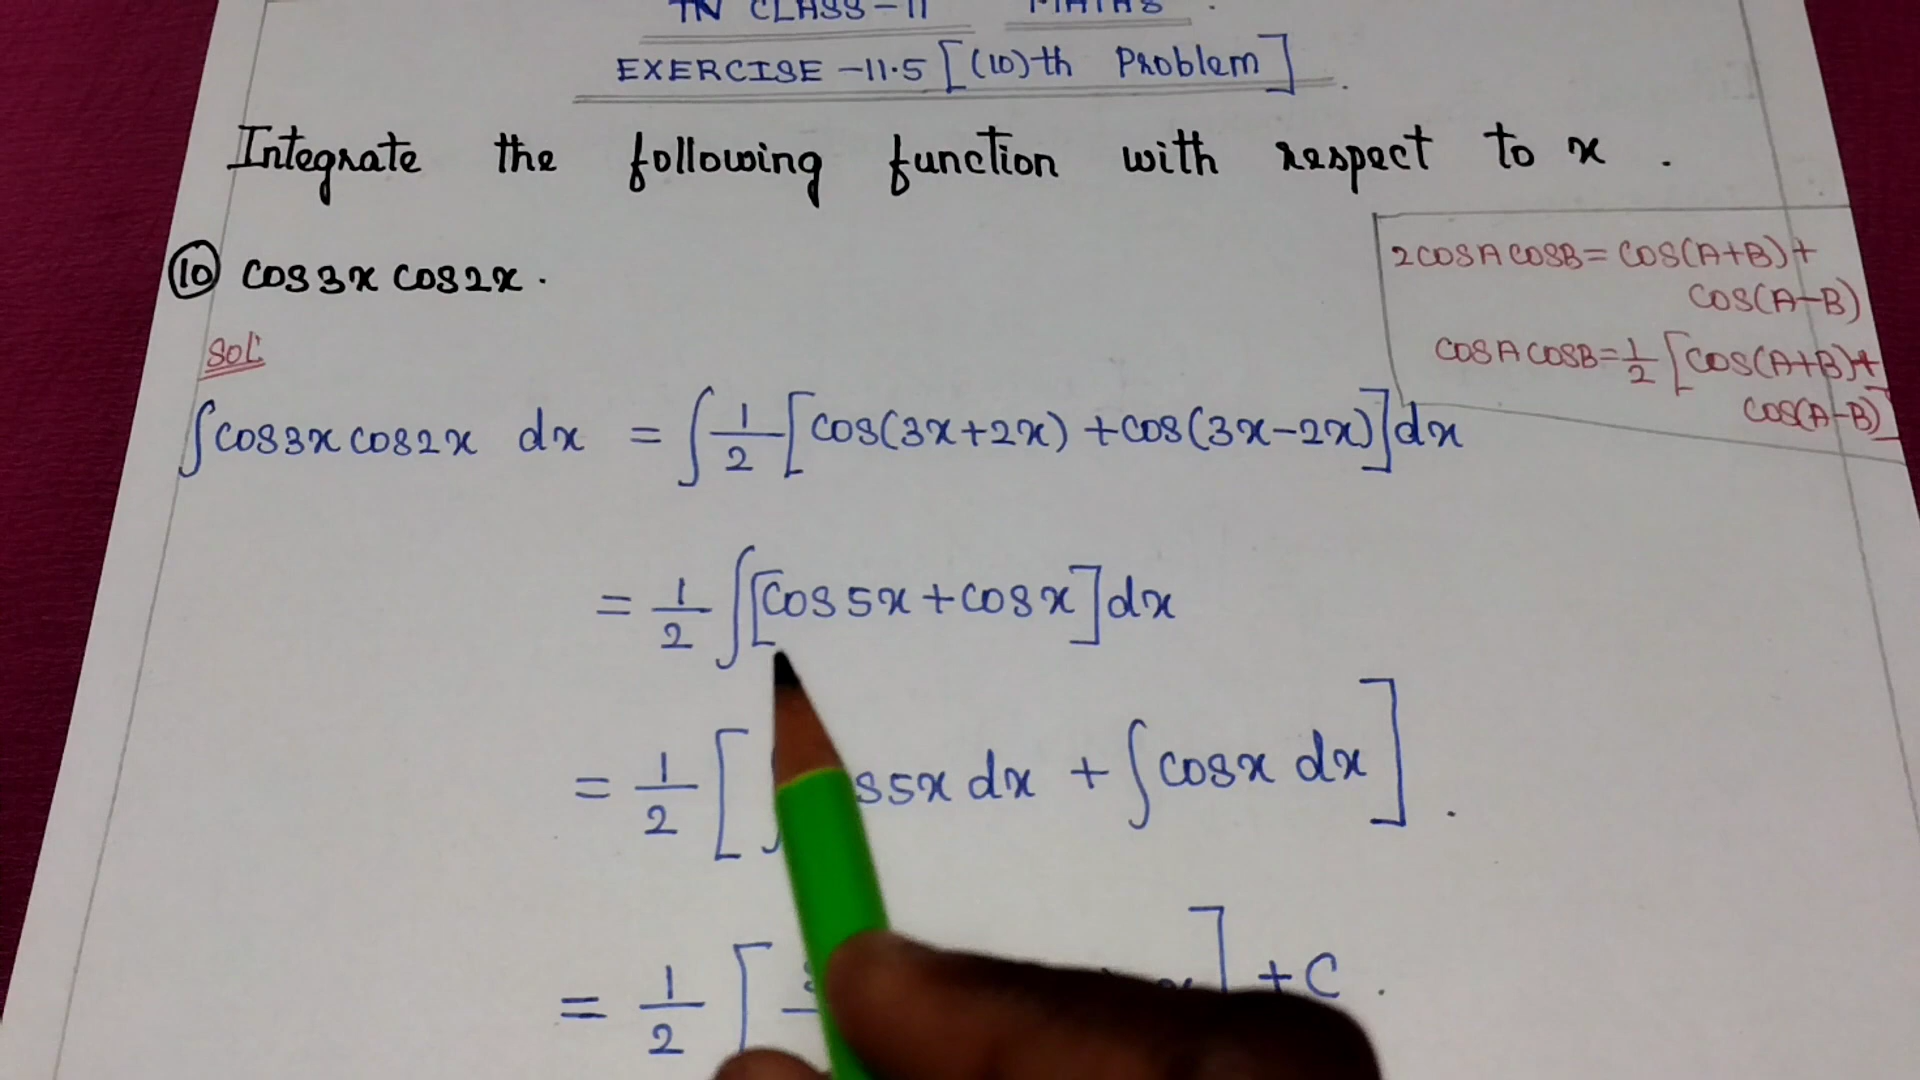 TN CLASS-11 MATHS.
EXERCISE-11.5 [(10)th Problem].
Integrate the following function with respect to x.
(10) cos3x cos2x.
2COSA COSB = COS(A+B)+
COS(A-B)
COSA COSB = 1/2 [COS(A+B)+
COS(A-B)]
Sol:
∫cos3x cos2x dx = ∫1/2 [cos(3x+2x) + cos(3x-2x)]dx
= 1/2 ∫[cos5x + cosx]dx
= 1/2 [ s5x dx + ∫cosx dx].
= 1/2 [ ] + C.